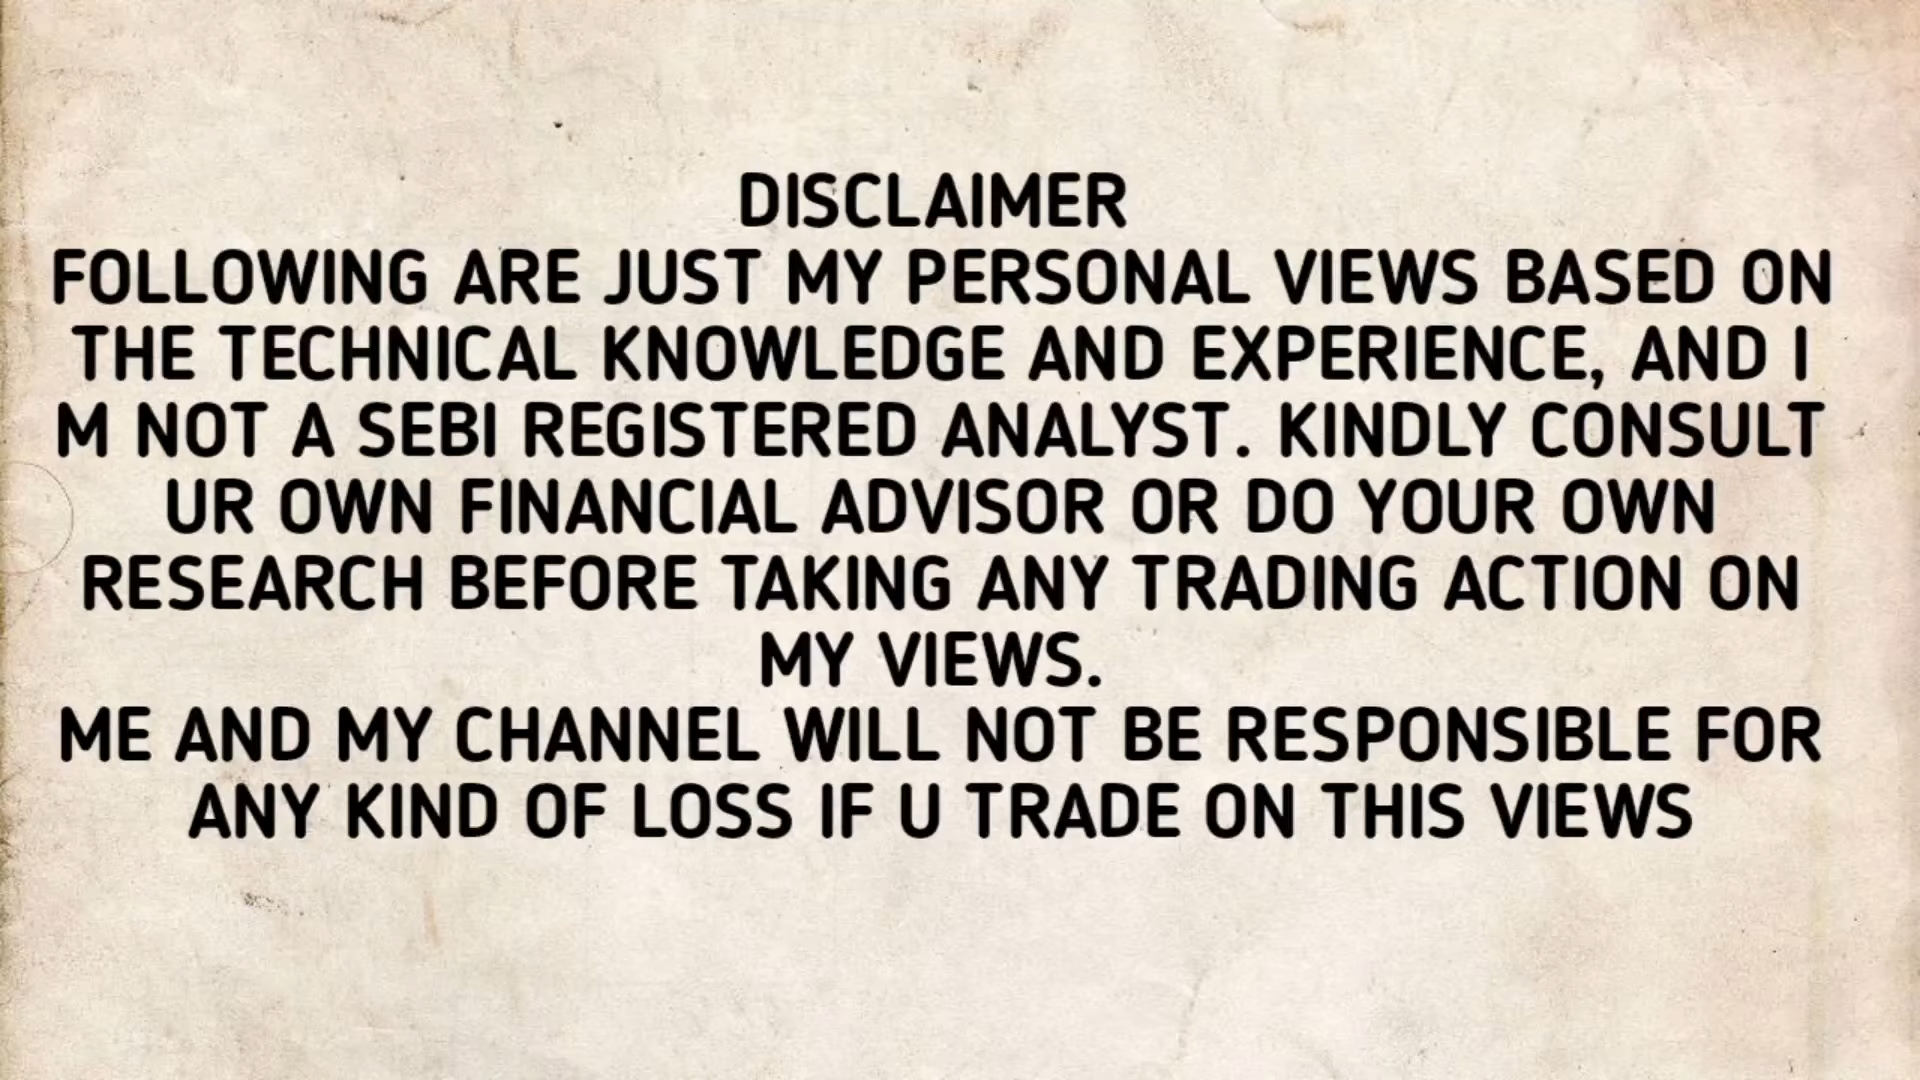 DISCLAIMER
FOLLOWING ARE JUST MY PERSONAL VIEWS BASED ON
THE TECHNICAL KNOWLEDGE AND EXPERIENCE, AND I
M NOT A SEBI REGISTERED ANALYST. KINDLY CONSULT
UR OWN FINANCIAL ADVISOR OR DO YOUR OWN
RESEARCH BEFORE TAKING ANY TRADING ACTION ON
MY VIEWS.
ME AND MY CHANNEL WILL NOT BE RESPONSIBLE FOR
ANY KIND OF LOSS IF U TRADE ON THIS VIEWS